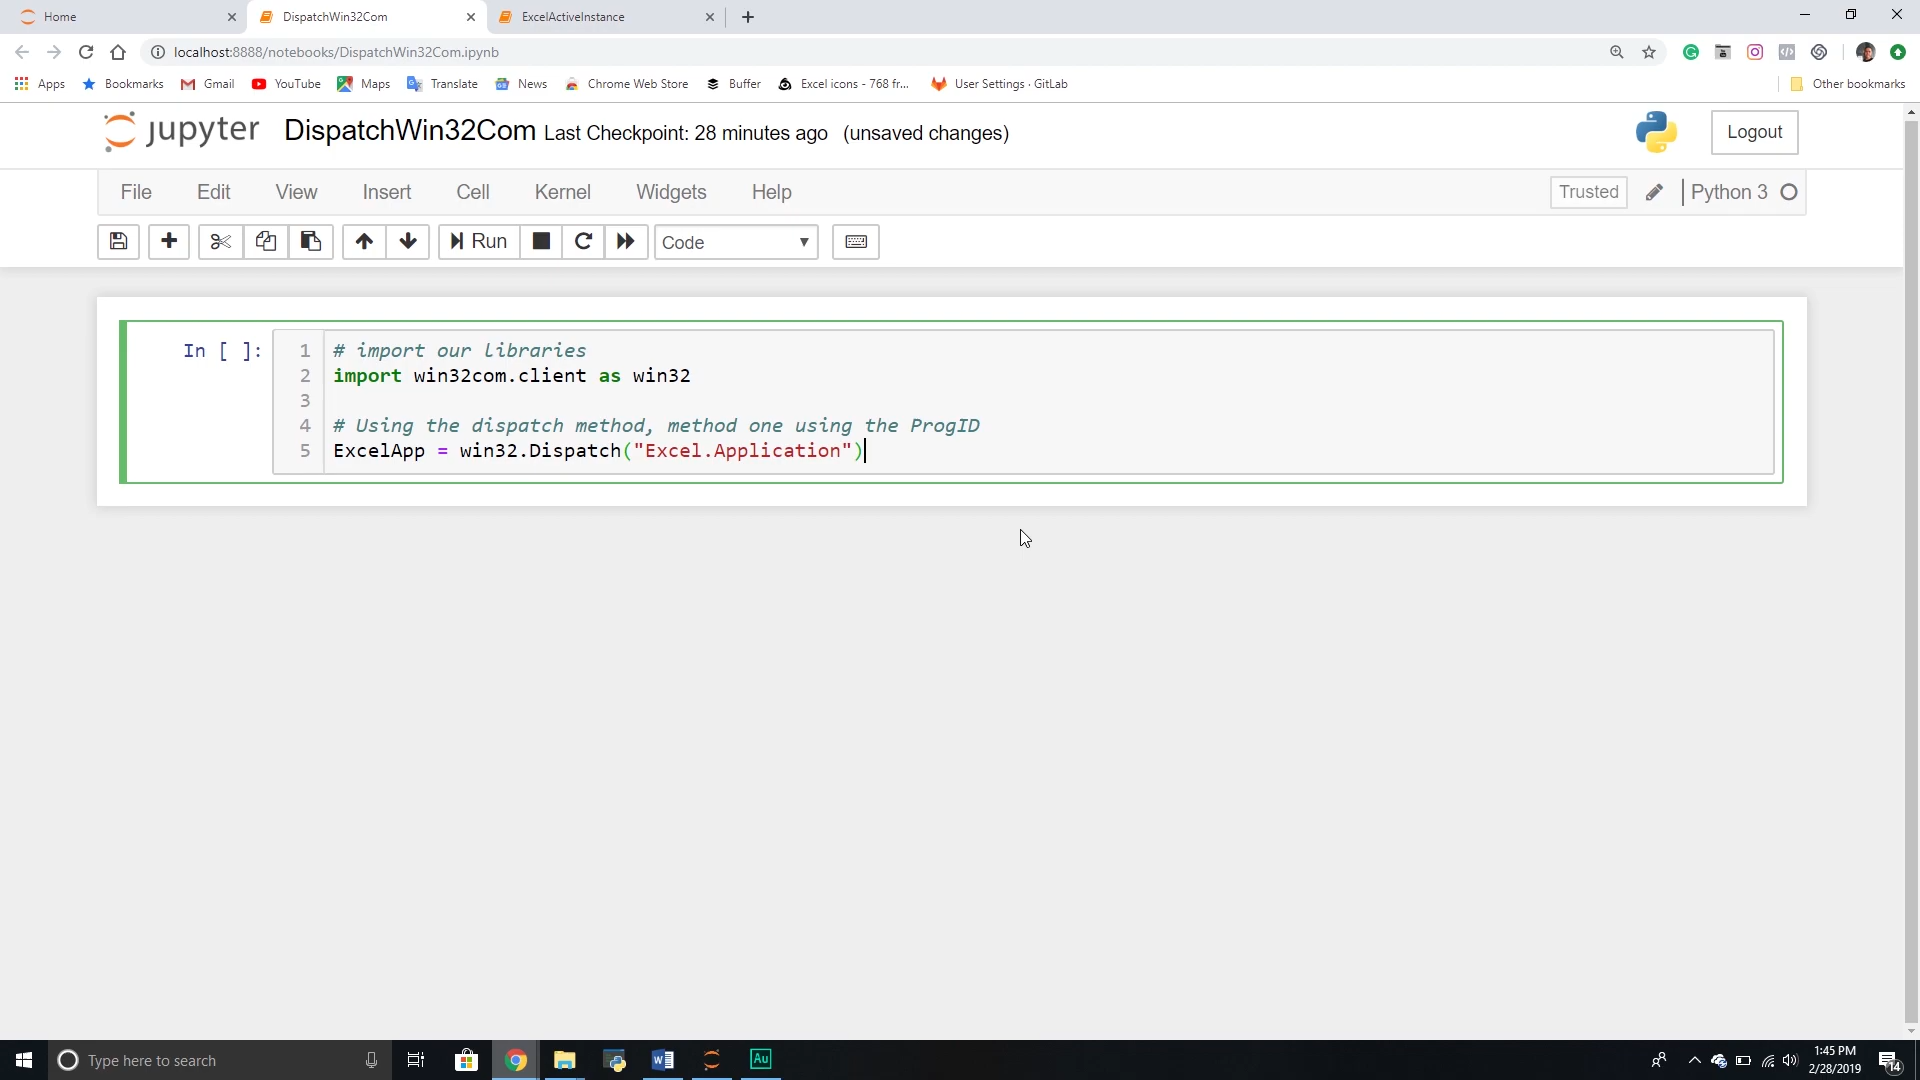 Home
DispatchWin32Com
ExcelActiveInstance
localhost:8888/notebooks/DispatchWin32Com.ipynb
Apps Bookmarks Gmail YouTube Maps Translate News Chrome Web Store Buffer Excel icons - 768 fr... User Settings · GitLab Other bookmarks
jupyter DispatchWin32Com Last Checkpoint: 28 minutes ago (unsaved changes) Logout
File Edit View Insert Cell Kernel Widgets Help Trusted Python 3
Run Code
In [ ]:
1 # import our libraries
2 import win32com.client as win32
3
4 # Using the dispatch method, method one using the ProgID
5 ExcelApp = win32.Dispatch("Excel.Application")
Type here to search
Au
1:45 PM
2/28/2019
14